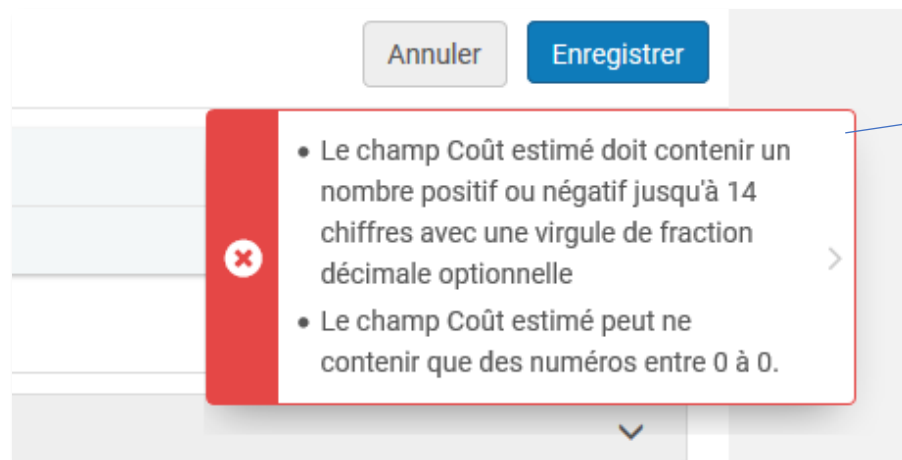 Annuler Enregistrer
• Le champ Coût estimé doit contenir un
nombre positif ou négatif jusqu'à 14
chiffres avec une virgule de fraction
décimale optionnelle
• Le champ Coût estimé peut ne
contenir que des numéros entre 0 à 0.